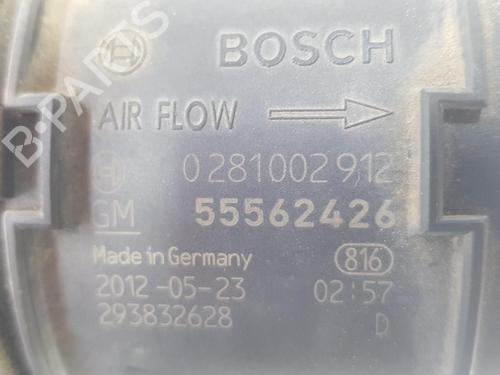 BOSCH
AIR FLOW
0 281 002 912
GM 55562426
Made in Germany 816
2012-05-23 02:57
293832628 D
B-PARTS